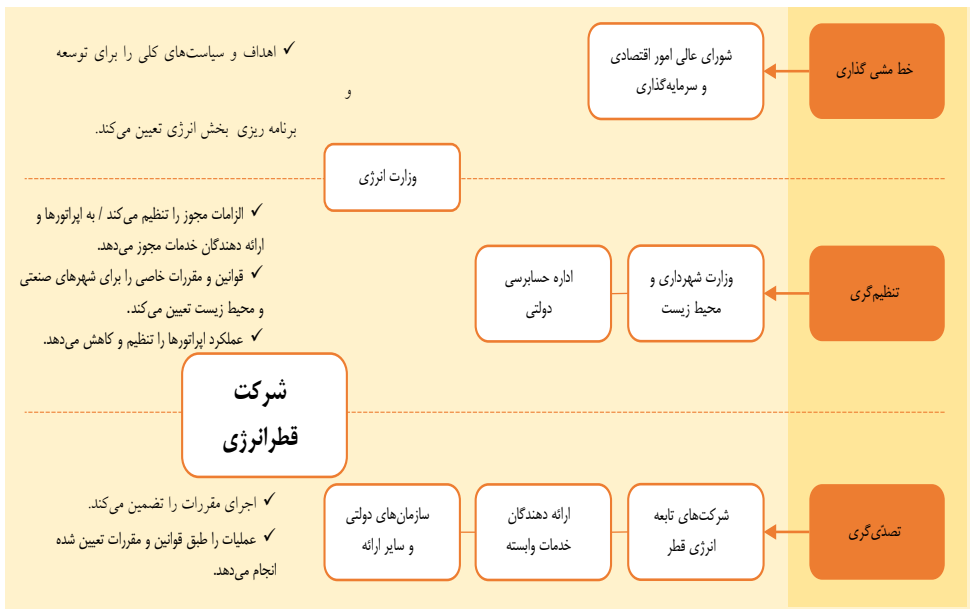 خط مشی گذاری
شورای عالی امور اقتصادی
و سرمایه‌گذاری
✓ اهداف و سیاست‌های کلی را برای توسعه
و
برنامه ریزی بخش انرژی تعیین می‌کند.
وزارت انرژی
تنظیم‌گری
وزارت شهرداری و
محیط زیست
اداره حسابرسی
دولتی
✓ الزامات مجوز را تنظیم می‌کند / به اپراتورها و
ارائه دهندگان خدمات مجوز می‌دهد.
✓ قوانین و مقررات خاصی را برای شهرهای صنعتی
و محیط زیست تعیین می‌کند.
✓ عملکرد اپراتورها را تنظیم و کاهش می‌دهد.
شرکت
قطرانرژی
تصدّی‌گری
شرکت‌های تابعه
انرژی قطر
ارائه دهندگان
خدمات وابسته
سازمان‌های دولتی
و سایر ارائه
✓ اجرای مقررات را تضمین می‌کند.
✓ عملیات را طبق قوانین و مقررات تعیین شده
انجام می‌دهد.